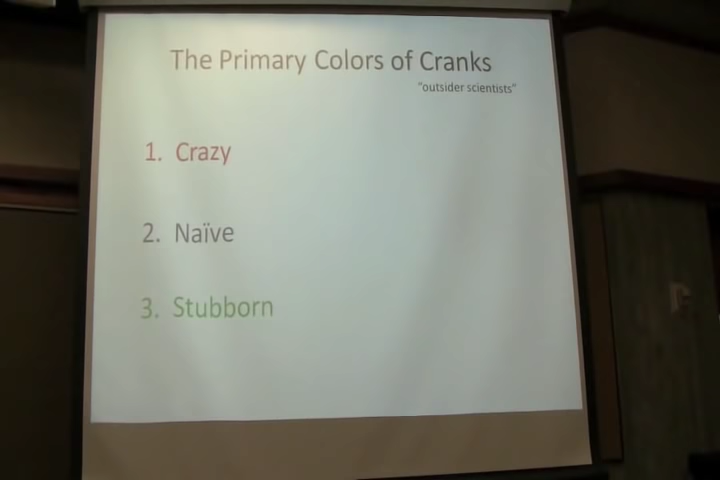 The Primary Colors of Cranks
"outsider scientists"
1. Crazy
2. Naïve
3. Stubborn